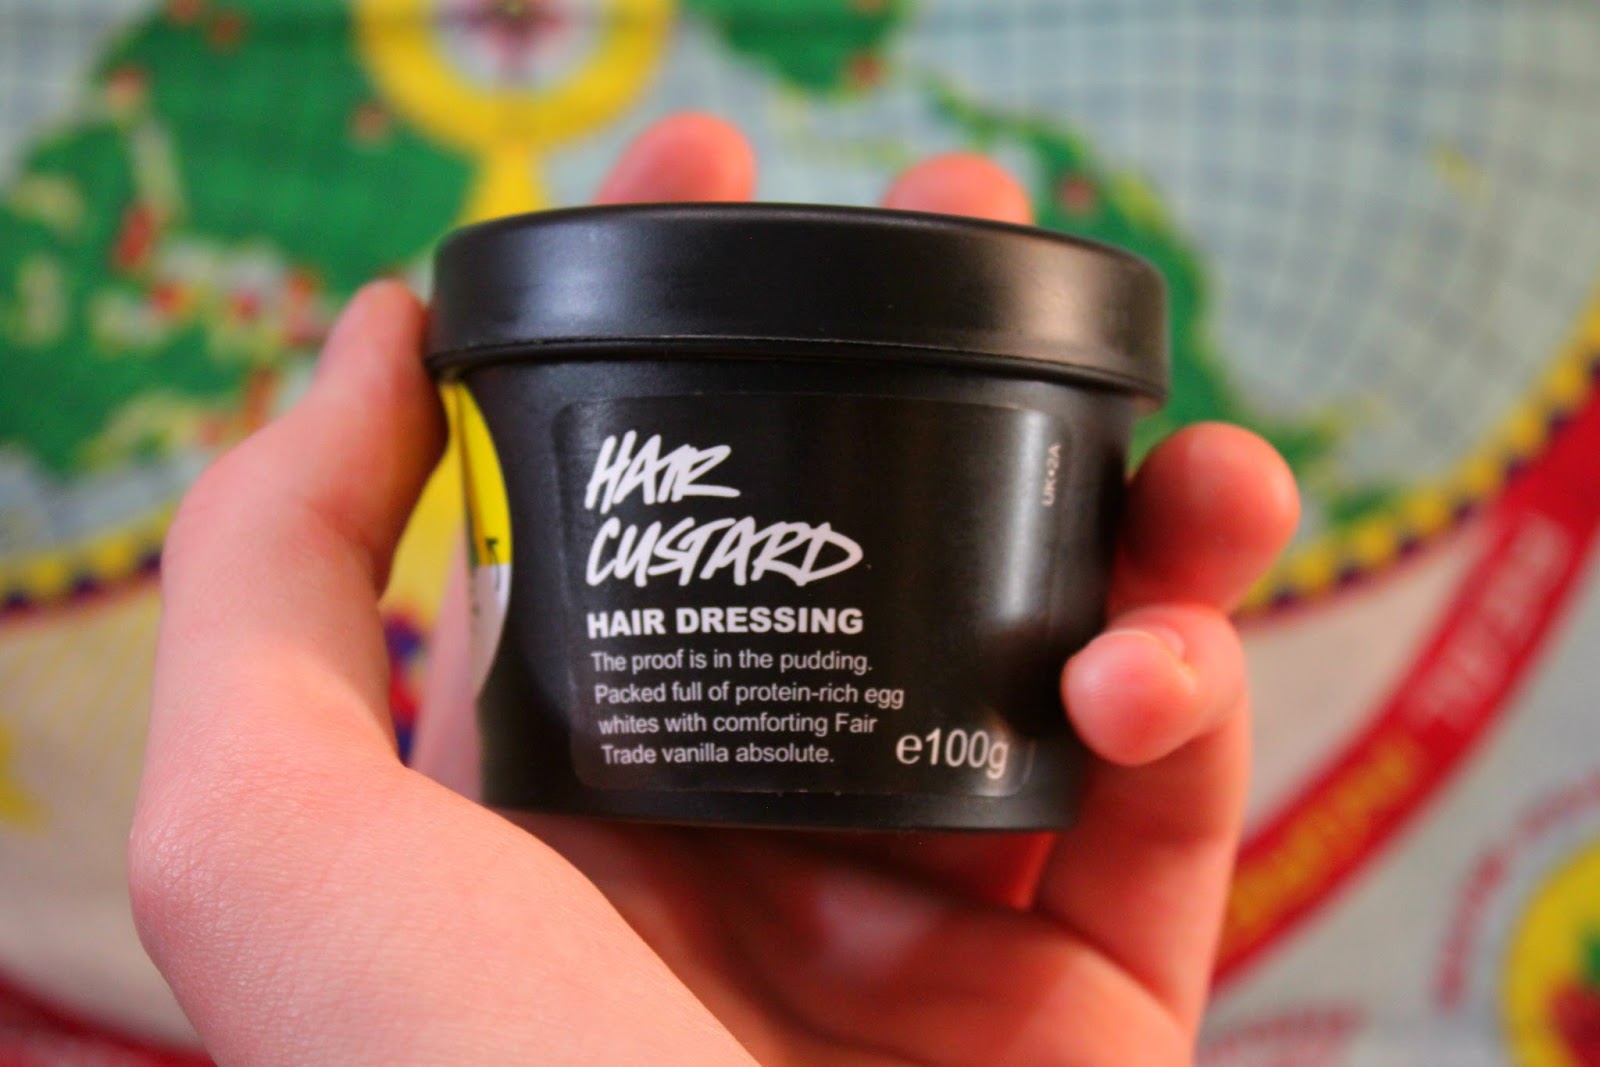 HAIR
CUSTARD
HAIR DRESSING
The proof is in the pudding.
Packed full of protein-rich egg
whites with comforting Fair
Trade vanilla absolute.
e100g
UK•2A